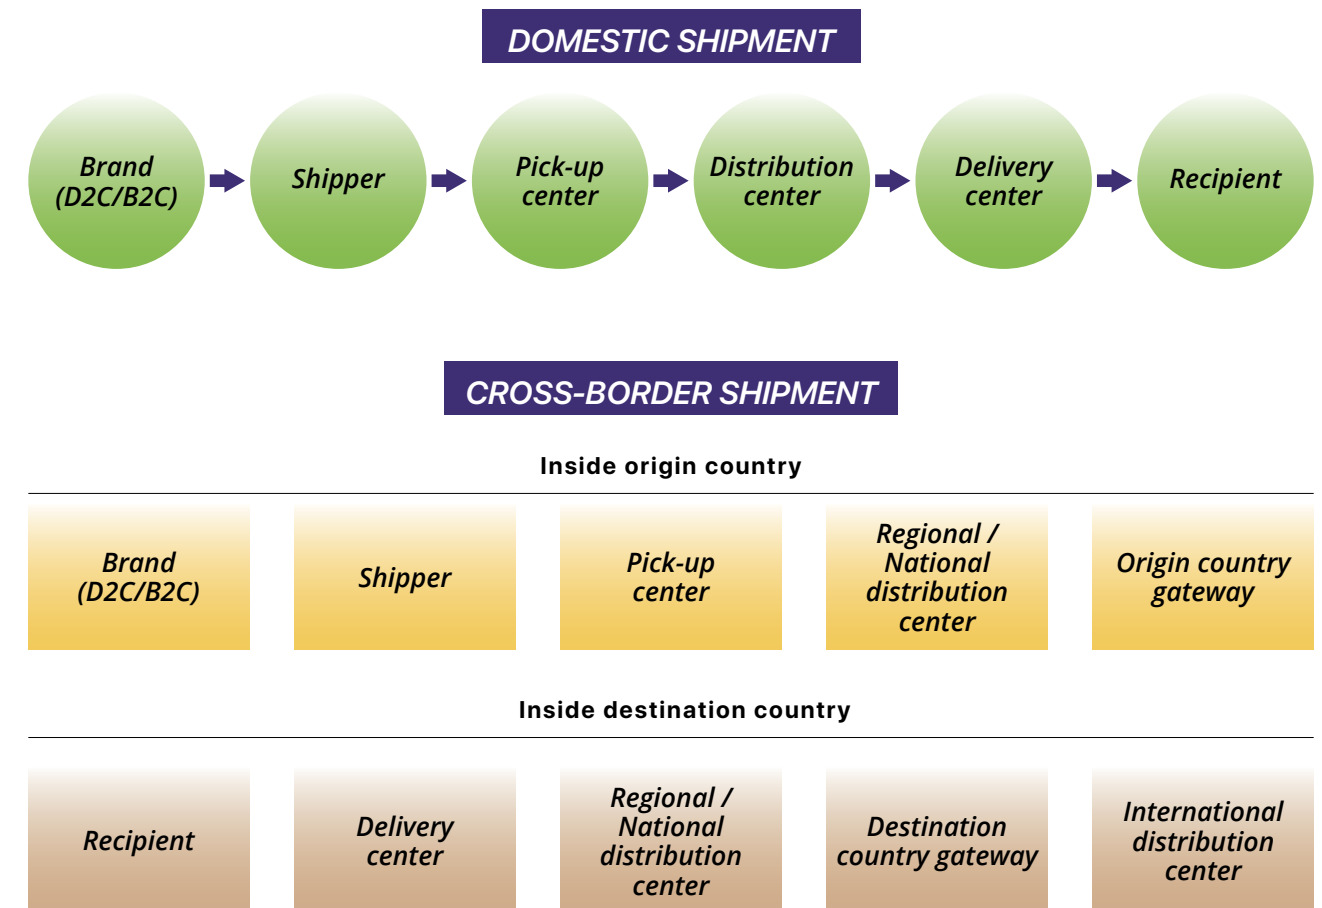 DOMESTIC SHIPMENT
Brand
(D2C/B2C)
Shipper
Pick-up
center
Distribution
center
Delivery
center
Recipient
CROSS-BORDER SHIPMENT
Inside origin country
Brand
(D2C/B2C)
Shipper
Pick-up
center
Regional /
National
distribution
center
Origin country
gateway
Inside destination country
Recipient
Delivery
center
Regional /
National
distribution
center
Destination
country gateway
International
distribution
center